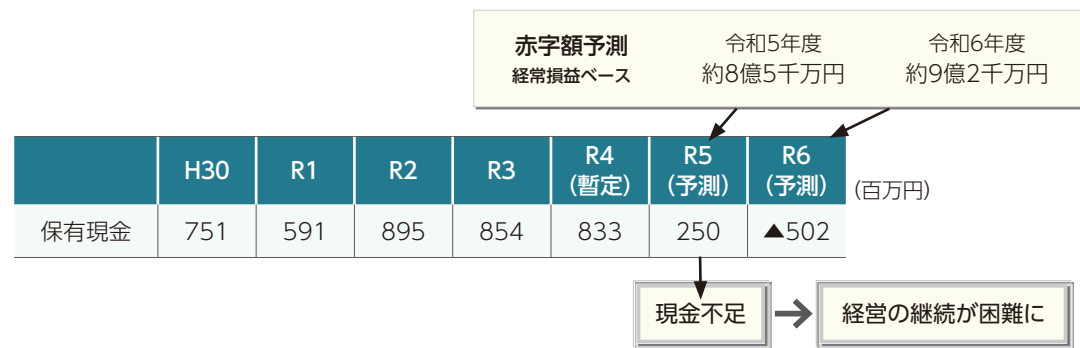 赤字額予測 令和5年度 令和6年度
経常損益ベース 約8億5千万円 約9億2千万円
H30 R1 R2 R3 R4 (暫定) R5 (予測) R6 (予測)
(百万円)
保有現金 751 591 895 854 833 250 ▲502
現金不足 経営の継続が困難に